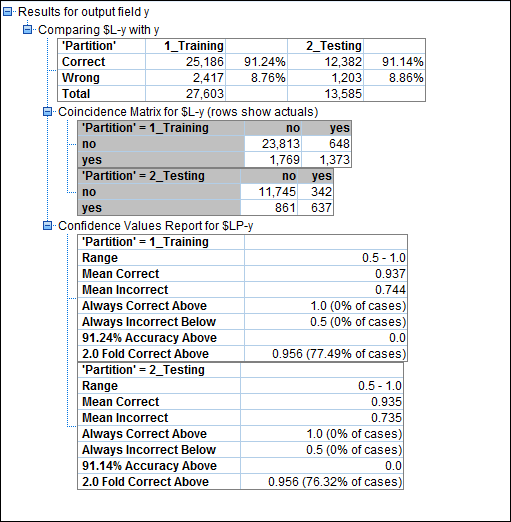 Results for output field y
Comparing $L-y with y
'Partition' 1_Training 2_Testing
Correct 25,186 91.24% 12,382 91.14%
Wrong 2,417 8.76% 1,203 8.86%
Total 27,603 13,585
Coincidence Matrix for $L-y (rows show actuals)
'Partition' = 1_Training no yes
no 23,813 648
yes 1,769 1,373
'Partition' = 2_Testing no yes
no 11,745 342
yes 861 637
Confidence Values Report for $LP-y
'Partition' = 1_Training
Range 0.5 - 1.0
Mean Correct 0.937
Mean Incorrect 0.744
Always Correct Above 1.0 (0% of cases)
Always Incorrect Below 0.5 (0% of cases)
91.24% Accuracy Above 0.0
2.0 Fold Correct Above 0.956 (77.49% of cases)
'Partition' = 2_Testing
Range 0.5 - 1.0
Mean Correct 0.935
Mean Incorrect 0.735
Always Correct Above 1.0 (0% of cases)
Always Incorrect Below 0.5 (0% of cases)
91.14% Accuracy Above 0.0
2.0 Fold Correct Above 0.956 (76.32% of cases)